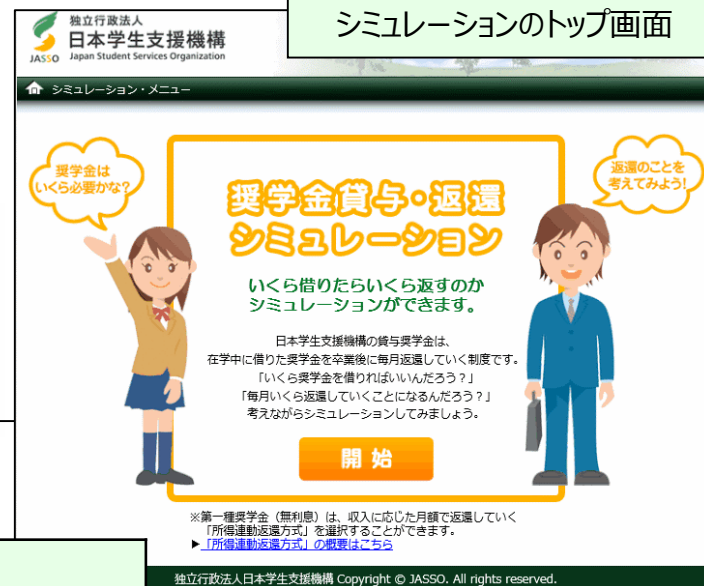 シミュレーションのトップ画面
独立行政法人
日本学生支援機構
JASSO Japan Student Services Organization
シミュレーション・メニュー
奨学金は
いくら必要かな?
返還のことを
考えてみよう!
奨学金貸与・返還
シミュレーション
いくら借りたらいくら返すのか
シミュレーションができます。
日本学生支援機構の貸与奨学金は、
在学中に借りた奨学金を卒業後に毎月返還していく制度です。
「いくら奨学金を借りればいいんだろう?」
「毎月いくら返還していくことになるんだろう?」
考えながらシミュレーションしてみましょう。
開始
※第一種奨学金(無利息)は、収入に応じた月額で返還していく
「所得連動返還方式」を選択することができます。
▶「所得連動返還方式」の概要はこちら
独立行政法人日本学生支援機構 Copyright © JASSO. All rights reserved.